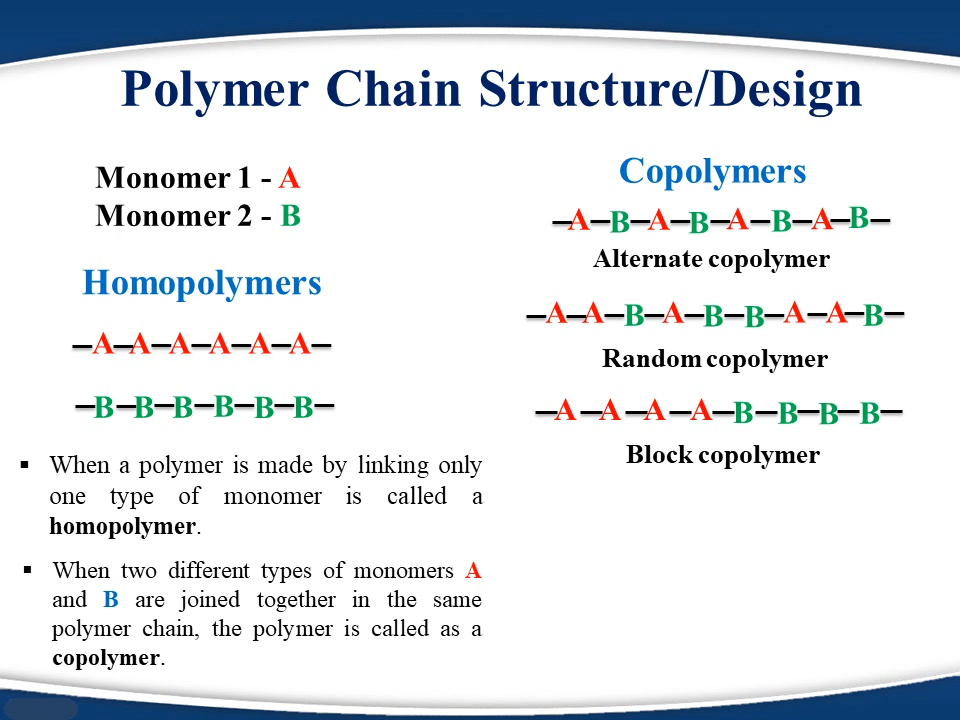 Polymer Chain Structure/Design
Monomer 1 - A
Monomer 2 - B
Homopolymers
–A–A–A–A–A–A–
–B–B–B–B–B–B–
▪ When a polymer is made by linking only
one type of monomer is called a
homopolymer.
▪ When two different types of monomers A
and B are joined together in the same
polymer chain, the polymer is called as a
copolymer.
Copolymers
–A–B–A–B–A–B–A–B–
Alternate copolymer
–A–A–B–A–B–B–A–A–B–
Random copolymer
–A–A–A–A–B–B–B–B–
Block copolymer